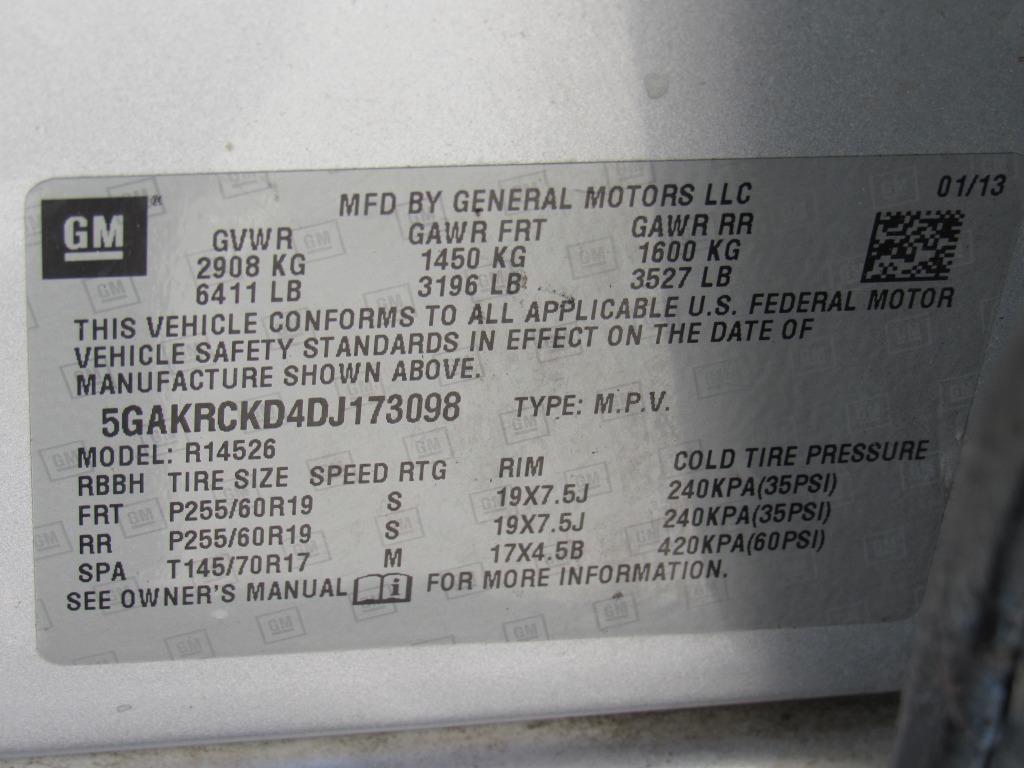 GM ® MFD BY GENERAL MOTORS LLC 01/13
GVWR GAWR FRT GAWR RR
2908 KG 1450 KG 1600 KG
6411 LB 3196 LB 3527 LB
THIS VEHICLE CONFORMS TO ALL APPLICABLE U.S. FEDERAL MOTOR
VEHICLE SAFETY STANDARDS IN EFFECT ON THE DATE OF
MANUFACTURE SHOWN ABOVE.
5GAKRCKD4DJ173098 TYPE: M.P.V.
MODEL: R14526
RBBH TIRE SIZE SPEED RTG RIM COLD TIRE PRESSURE
FRT P255/60R19 S 19X7.5J 240KPA(35PSI)
RR P255/60R19 S 19X7.5J 240KPA(35PSI)
SPA T145/70R17 M 17X4.5B 420KPA(60PSI)
SEE OWNER'S MANUAL i FOR MORE INFORMATION.